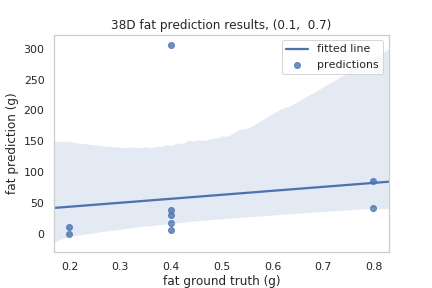 38D fat prediction results, (0.1,  0.7)
fitted line
predictions
fat prediction (g)
300
250
200
150
100
50
0
0.2 0.3 0.4 0.5 0.6 0.7 0.8
fat ground truth (g)